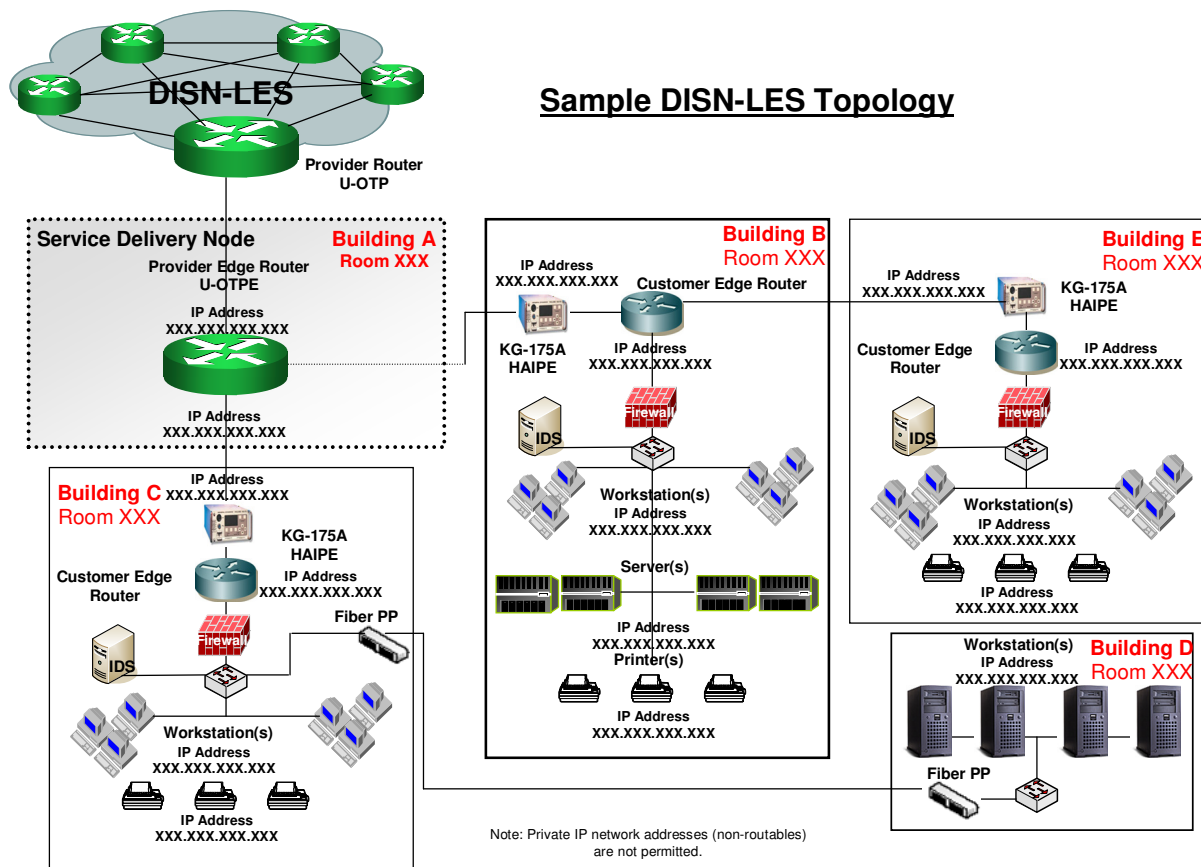 DISN-LES
Sample DISN-LES Topology
Provider Router
U-OTP
Service Delivery Node
Building A
Room XXX
Provider Edge Router
U-OTPE
IP Address
XXX.XXX.XXX.XXX
IP Address
XXX.XXX.XXX.XXX
Building B
Room XXX
IP Address
XXX.XXX.XXX.XXX
Customer Edge Router
KG-175A
HAIPE
IP Address
XXX.XXX.XXX.XXX
Firewall
IDS
Workstation(s)
IP Address
XXX.XXX.XXX.XXX
Server(s)
IP Address
XXX.XXX.XXX.XXX
Printer(s)
IP Address
XXX.XXX.XXX.XXX
Building E
Room XXX
IP Address
XXX.XXX.XXX.XXX
KG-175A
HAIPE
Customer Edge
Router
IP Address
XXX.XXX.XXX.XXX
Firewall
IDS
Workstation(s)
IP Address
XXX.XXX.XXX.XXX
IP Address
XXX.XXX.XXX.XXX
Building C
Room XXX
IP Address
XXX.XXX.XXX.XXX
KG-175A
HAIPE
Customer Edge
Router
IP Address
XXX.XXX.XXX.XXX
Firewall
Fiber PP
IDS
Workstation(s)
IP Address
XXX.XXX.XXX.XXX
IP Address
XXX.XXX.XXX.XXX
Building D
Room XXX
Workstation(s)
IP Address
XXX.XXX.XXX.XXX
Fiber PP
Note: Private IP network addresses (non-routables)
are not permitted.